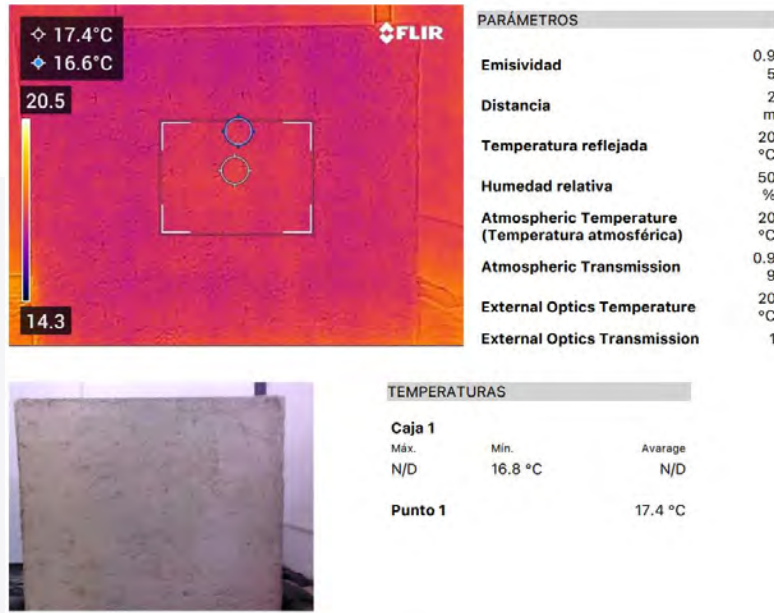 17.4°C
16.6°C
FLIR
20.5
14.3
PARÁMETROS
Emisividad 0.9
5
Distancia 2
m
Temperatura reflejada 20
°C
Humedad relativa 50
%
Atmospheric Temperature 20
(Temperatura atmosférica) °C
Atmospheric Transmission 0.9
9
External Optics Temperature 20
°C
External Optics Transmission 1
TEMPERATURAS
Caja 1
Máx. Mín. Avarage
N/D 16.8 °C N/D
Punto 1 17.4 °C